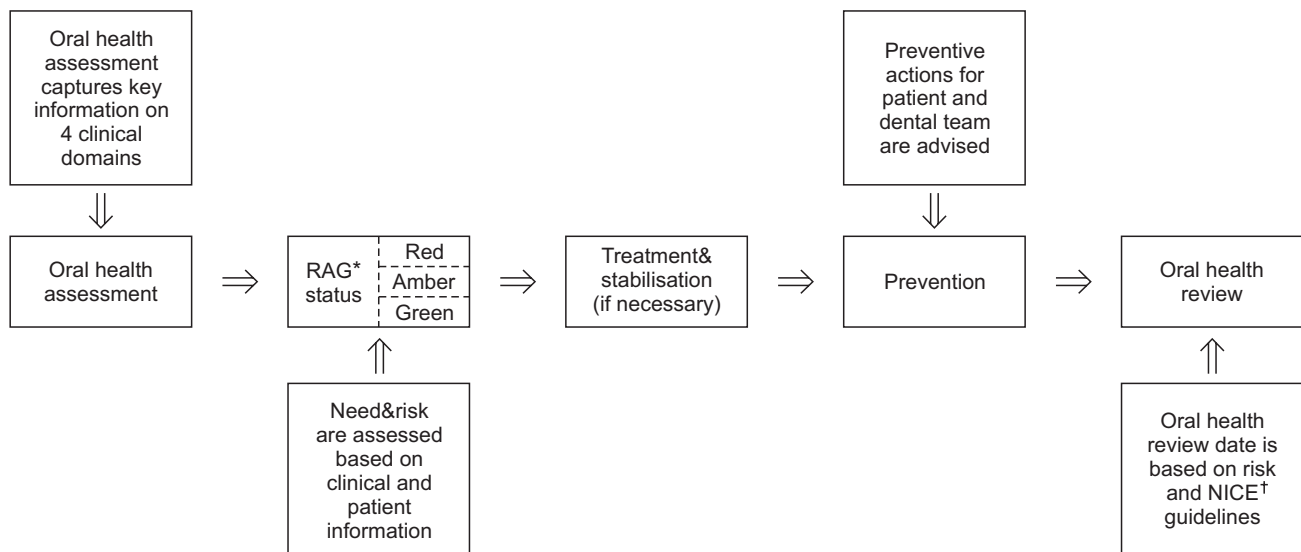 Oral health
assessment
captures key
information on
4 clinical
domains
Preventive
actions for
patient and
dental team
are advised
Oral health
assessment
RAG*
status
Red
Amber
Green
Treatment&
stabilisation
(if necessary)
Prevention
Oral health
review
Need&risk
are assessed
based on
clinical and
patient
information
Oral health
review date is
based on risk
and NICE†
guidelines